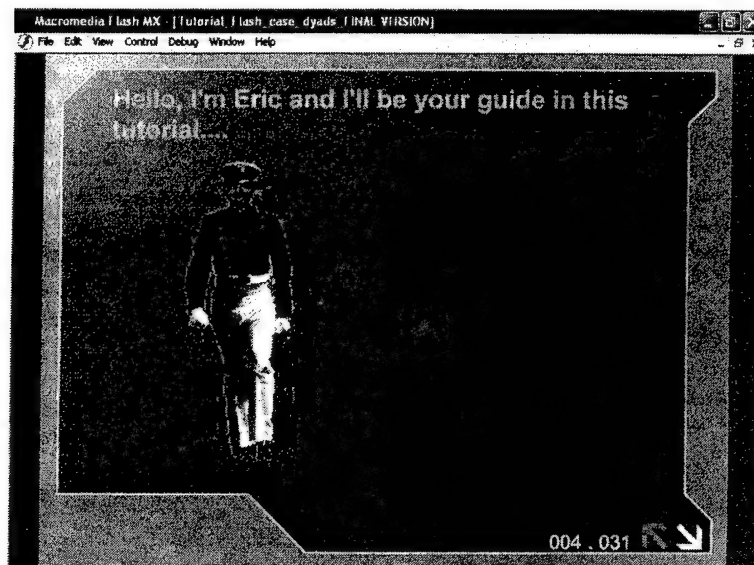 Macromedia Flash MX - [Tutorial_flash_case_dyads_FINAL VERSION]
File Edit View Control Debug Window Help
Hello, I'm Eric and I'll be your guide in this
tutorial....
004 . 031